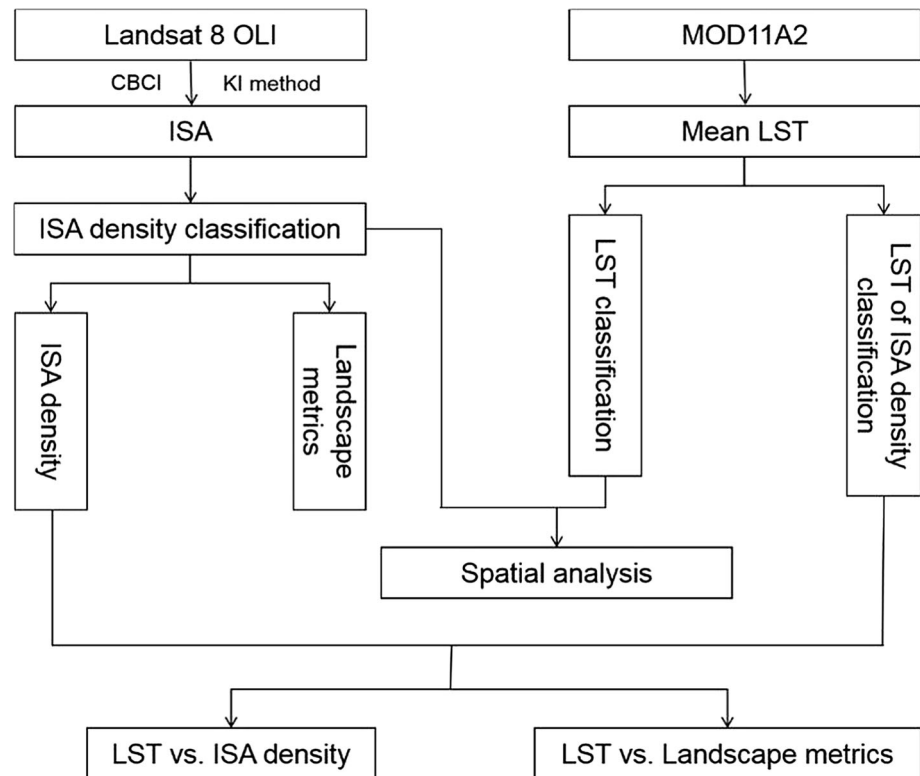 Landsat 8 OLI
MOD11A2
CBCI
KI method
ISA
Mean LST
ISA density classification
ISA density
Landscape
metrics
LST classification
LST of ISA density
classification
Spatial analysis
LST vs. ISA density
LST vs. Landscape metrics